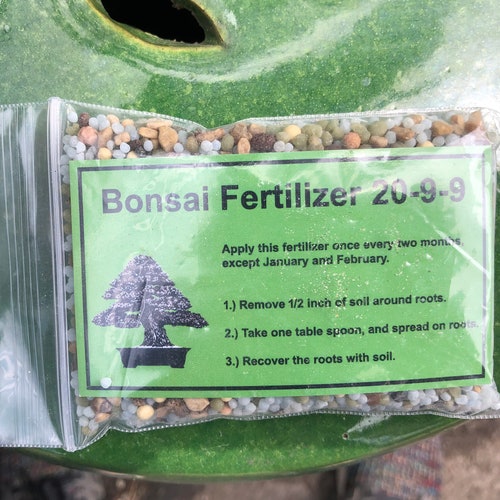 Bonsai Fertilizer 20-9-9
Apply this fertilizer once every two months,
except January and February.
1.) Remove 1/2 inch of soil around roots.
2.) Take one table spoon, and spread on roots.
3.) Recover the roots with soil.